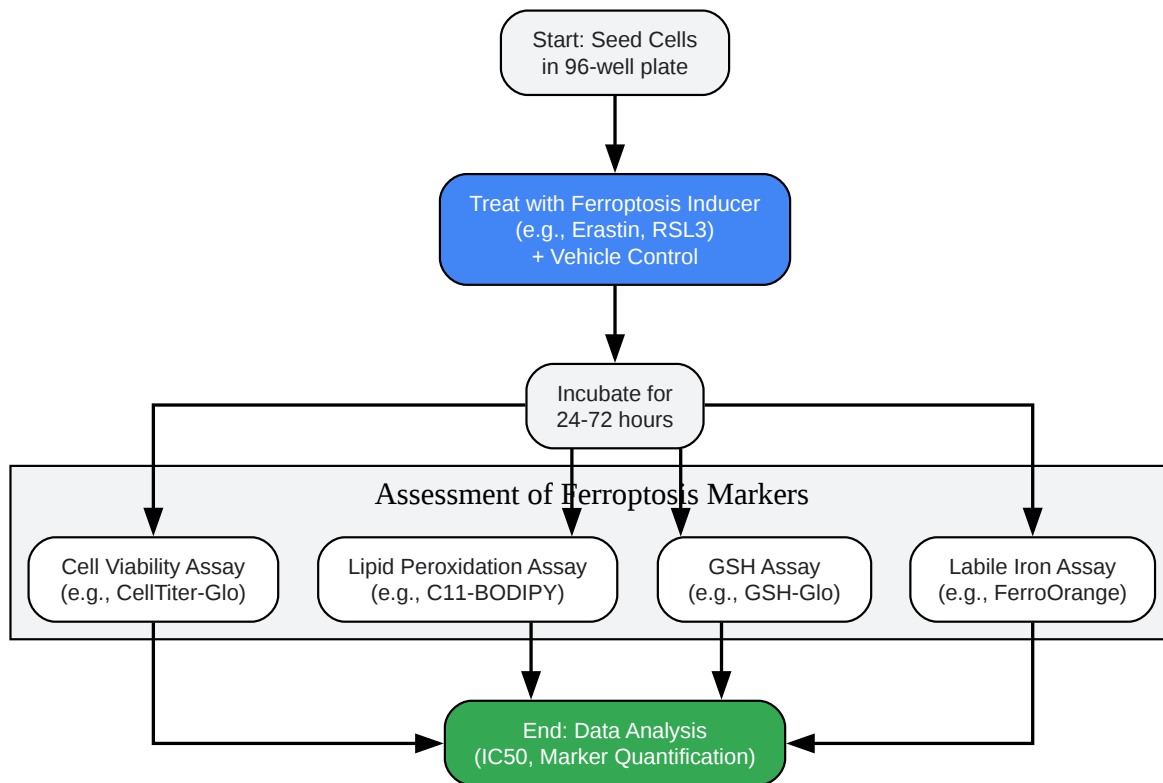 Start: Seed Cells
in 96-well plate
Treat with Ferroptosis Inducer
(e.g., Erastin, RSL3)
+ Vehicle Control
Incubate for
24-72 hours
Assessment of Ferroptosis Markers
Cell Viability Assay
(e.g., CellTiter-Glo)
Lipid Peroxidation Assay
(e.g., C11-BODIPY)
GSH Assay
(e.g., GSH-Glo)
Labile Iron Assay
(e.g., FerroOrange)
End: Data Analysis
(IC50, Marker Quantification)